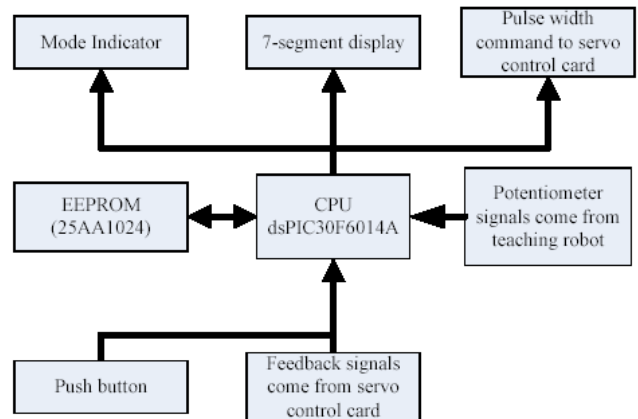 Mode Indicator
7-segment display
Pulse width
command to servo
control card
EEPROM
(25AA1024)
CPU
dsPIC30F6014A
Potentiometer
signals come from
teaching robot
Push button
Feedback signals
come from servo
control card